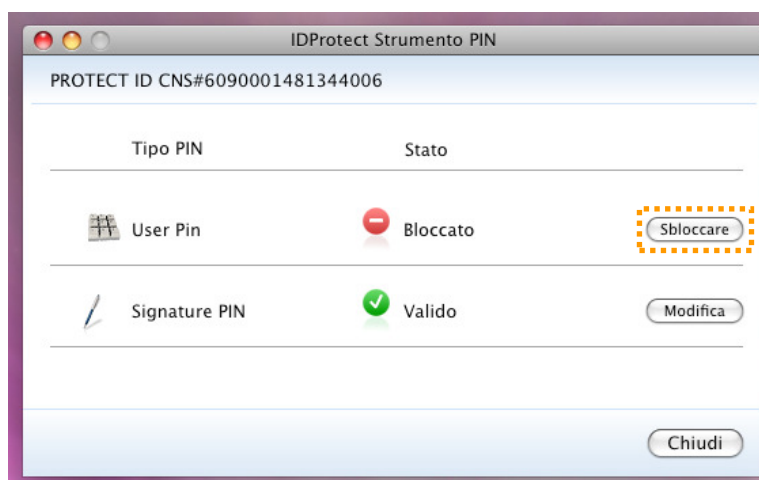 IDProtect Strumento PIN
PROTECT ID CNS#6090001481344006
Tipo PIN Stato
User Pin Bloccato Sbloccare
Signature PIN Valido Modifica
Chiudi